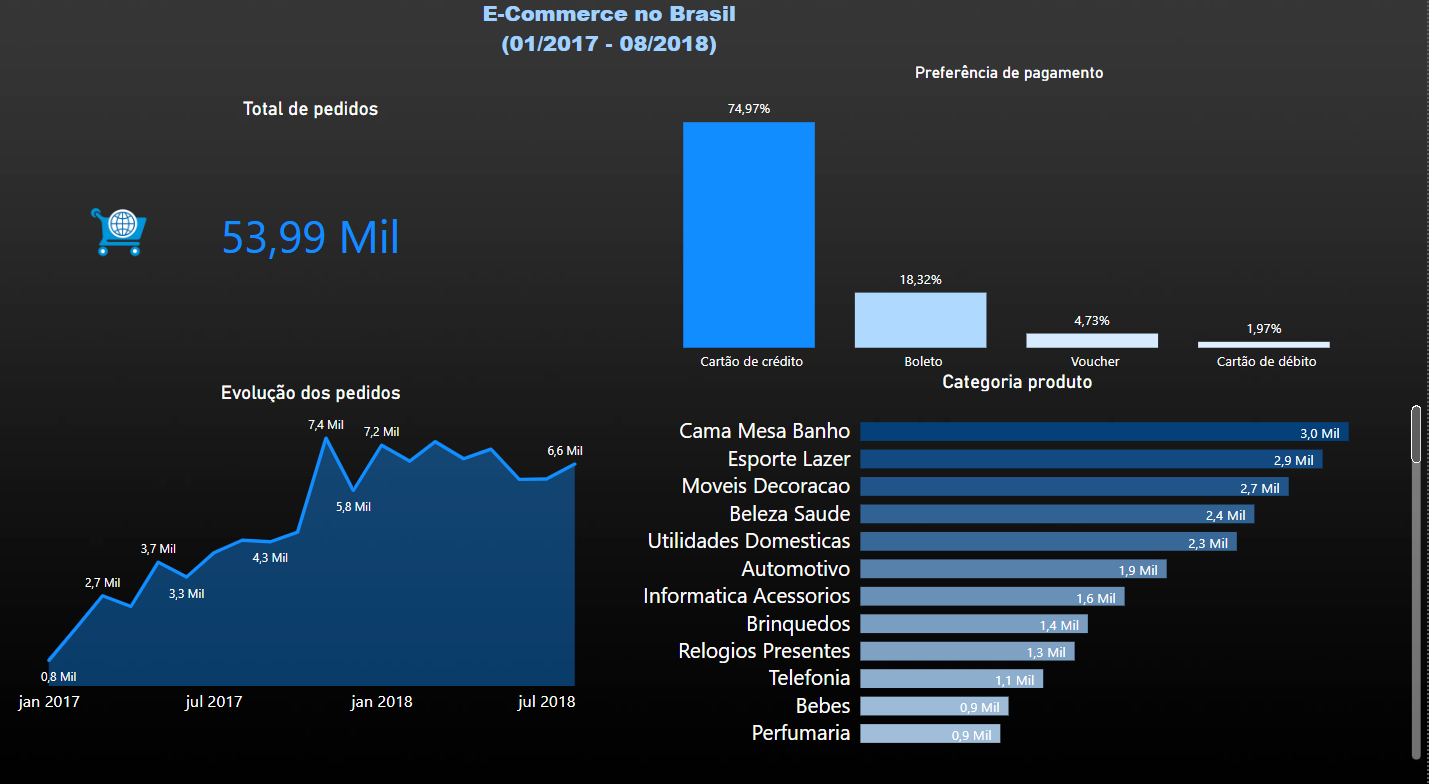 E-Commerce no Brasil
(01/2017 - 08/2018)
Total de pedidos
53,99 Mil
Preferência de pagamento
74,97%
18,32%
4,73%
1,97%
Cartão de crédito
Boleto
Voucher
Cartão de débito
Evolução dos pedidos
7,4 Mil
7,2 Mil
6,6 Mil
5,8 Mil
3,7 Mil
4,3 Mil
2,7 Mil
3,3 Mil
0,8 Mil
jan 2017
jul 2017
jan 2018
jul 2018
Categoria produto
Cama Mesa Banho 3,0 Mil
Esporte Lazer 2,9 Mil
Moveis Decoracao 2,7 Mil
Beleza Saude 2,4 Mil
Utilidades Domesticas 2,3 Mil
Automotivo 1,9 Mil
Informatica Acessorios 1,6 Mil
Brinquedos 1,4 Mil
Relogios Presentes 1,3 Mil
Telefonia 1,1 Mil
Bebes 0,9 Mil
Perfumaria 0,9 Mil